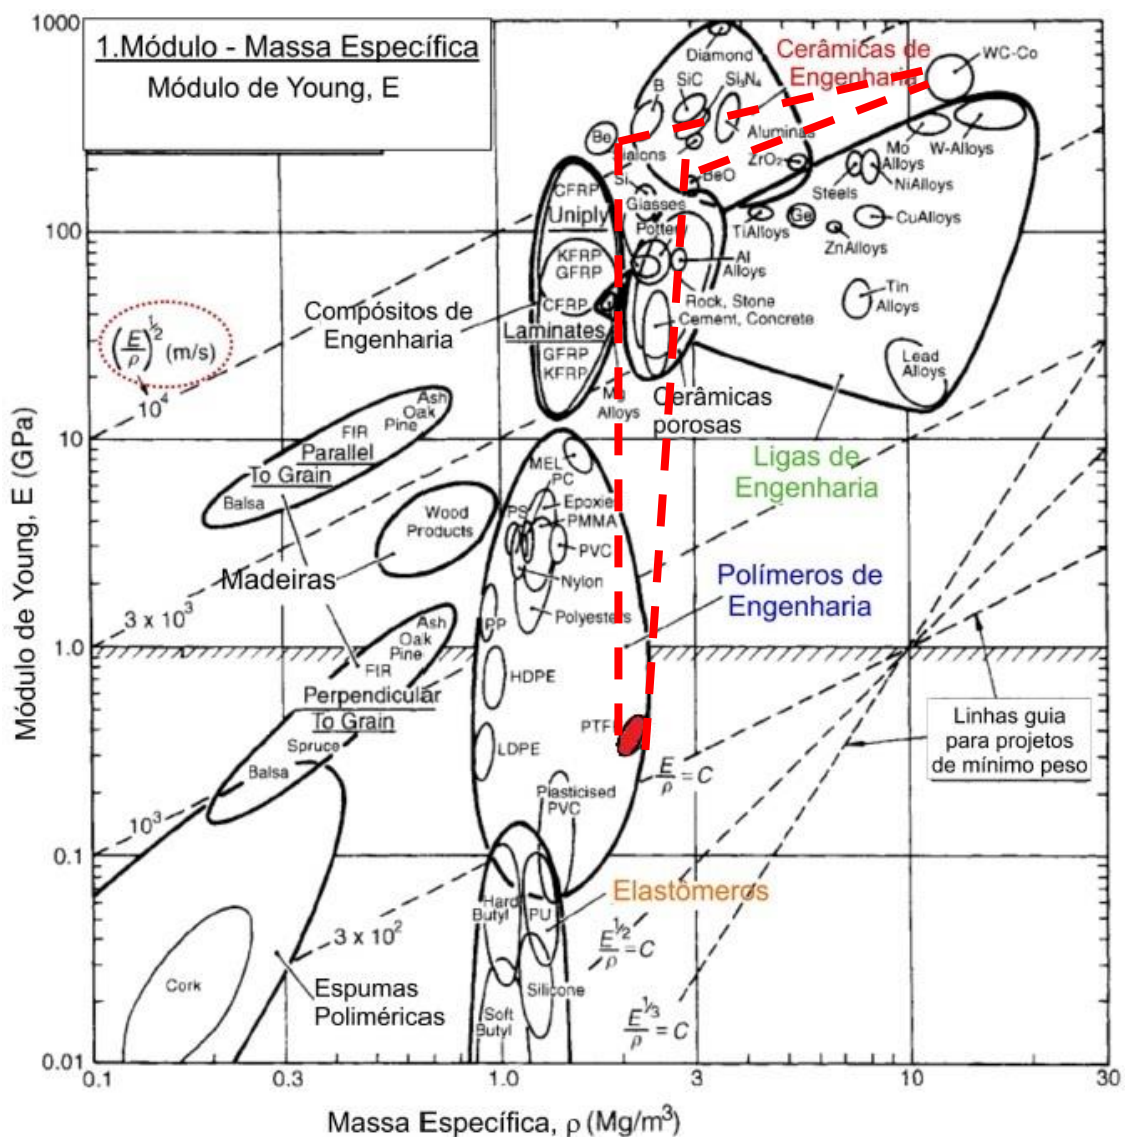 1000
1.Módulo - Massa Específica
Módulo de Young, E
Cerâmicas de
Engenharia
WC-Co
Diamond
B
SiC
Si₃N₄
Be
Sialons
Aluminas
ZrO₂
BeO
Mo
Alloys
W-Alloys
Steels
NiAlloys
Si
CFRP
Uniply
Glasses
Pottery
TiAlloys
Ge
CuAlloys
ZnAlloys
100
KFRP
GFRP
Al
Alloys
Tin
Alloys
Compósitos de
Engenharia
CFRP
Laminates
Rock, Stone
Cement, Concrete
(E/ρ)^½ (m/s)
GFRP
KFRP
Lead
Alloys
10⁴
Mg
Alloys
Cerâmicas
porosas
Ash
Oak
Pine
FIR
Parallel
To Grain
Balsa
10
MEL
PC
Ligas de
Engenharia
Wood
Products
PS
Epoxies
PMMA
PVC
Nylon
Polyesters
Madeiras
Polímeros de
Engenharia
3 x 10³
PP
Ash
Oak
Pine
FIR
1.0
HDPE
Perpendicular
To Grain
PTF
Linhas guia
para projetos
de mínimo peso
Spruce
Balsa
LDPE
E/ρ = C
Plasticised
PVC
10³
0.1
Elastômeros
Hard
Butyl
PU
3 x 10²
E^½/ρ = C
Cork
Espumas
Poliméricas
Silicone
Soft
Butyl
E^⅓/ρ = C
0.01
0.1
0.3
1.0
3
10
30
Massa Específica, ρ (Mg/m³)
Módulo de Young, E (GPa)